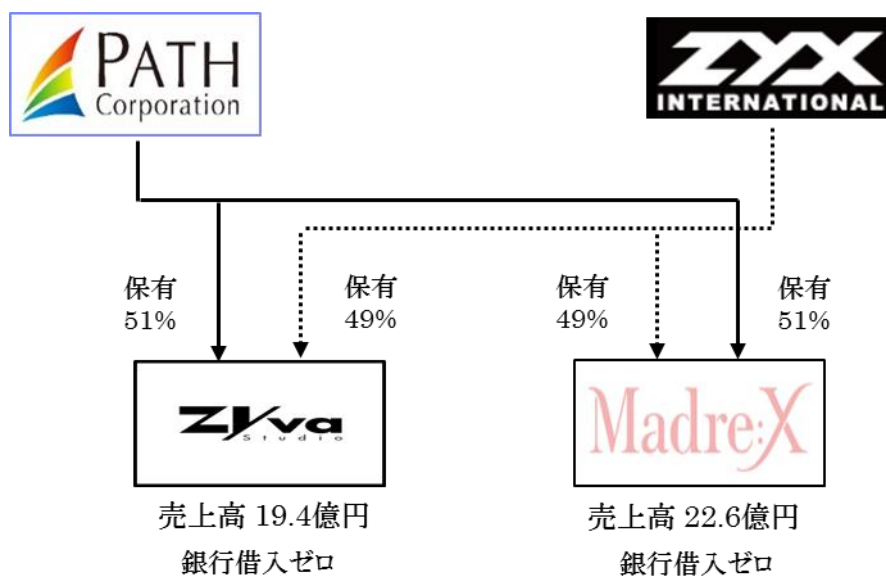 PATH
Corporation
ZYX
INTERNATIONAL
保有
51%
保有
49%
保有
49%
保有
51%
ZYva
Studio
Madre:X
売上高 19.4億円
銀行借入ゼロ
売上高 22.6億円
銀行借入ゼロ